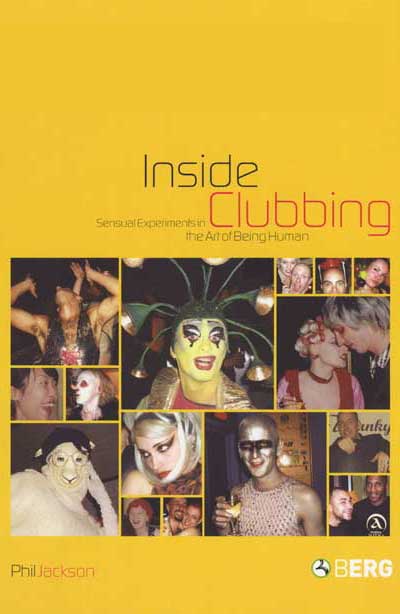 Inside
Clubbing
Sensual Experiments in
the Art of Being Human
Phil Jackson
BERG